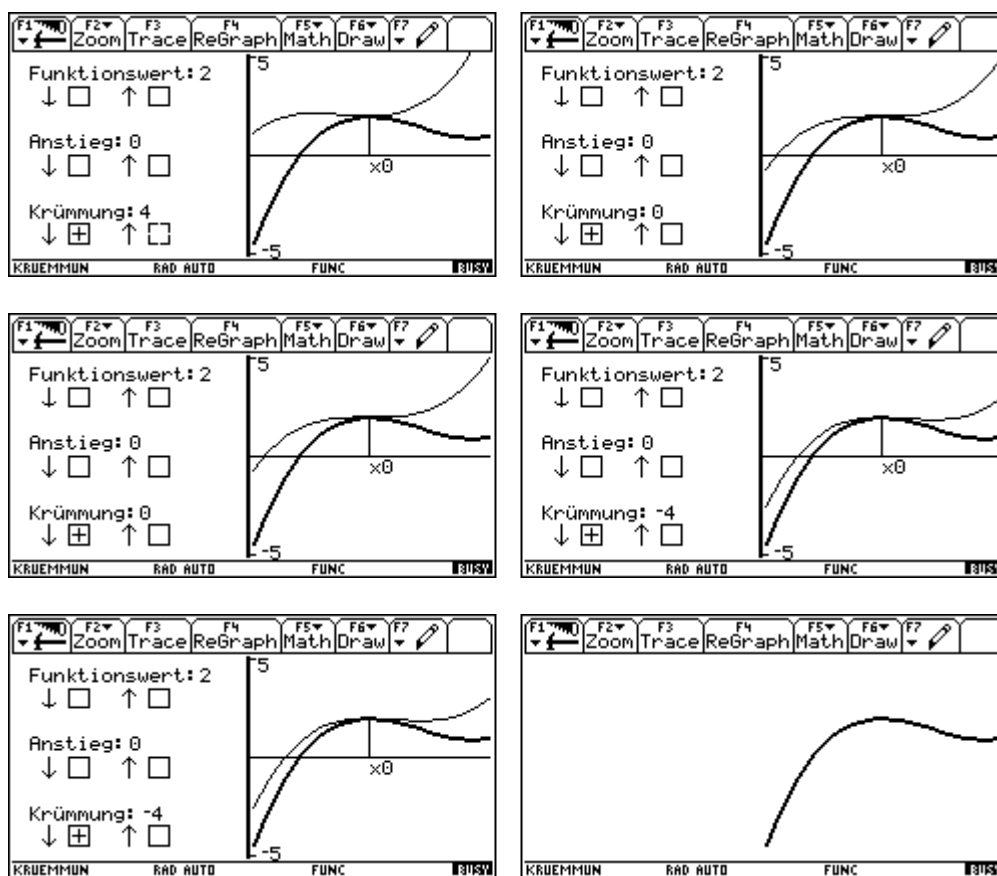 F1 F2 F3 F4 F5 F6 F7
Zoom Trace ReGraph Math Draw
5
Funktionswert: 2
↓ ↑
Anstieg: 0
↓ ↑
x0
Krümmung: 4
↓ + ↑
-5
KRUEMMUN RAD AUTO FUNC BUSY
F1 F2 F3 F4 F5 F6 F7
Zoom Trace ReGraph Math Draw
5
Funktionswert: 2
↓ ↑
Anstieg: 0
↓ ↑
x0
Krümmung: 0
↓ + ↑
-5
KRUEMMUN RAD AUTO FUNC BUSY
F1 F2 F3 F4 F5 F6 F7
Zoom Trace ReGraph Math Draw
5
Funktionswert: 2
↓ ↑
Anstieg: 0
↓ ↑
x0
Krümmung: 0
↓ + ↑
-5
KRUEMMUN RAD AUTO FUNC BUSY
F1 F2 F3 F4 F5 F6 F7
Zoom Trace ReGraph Math Draw
5
Funktionswert: 2
↓ ↑
Anstieg: 0
↓ ↑
x0
Krümmung: -4
↓ + ↑
-5
KRUEMMUN RAD AUTO FUNC BUSY
F1 F2 F3 F4 F5 F6 F7
Zoom Trace ReGraph Math Draw
5
Funktionswert: 2
↓ ↑
Anstieg: 0
↓ ↑
x0
Krümmung: -4
↓ + ↑
-5
KRUEMMUN RAD AUTO FUNC BUSY
F1 F2 F3 F4 F5 F6 F7
Zoom Trace ReGraph Math Draw
KRUEMMUN RAD AUTO FUNC BUSY